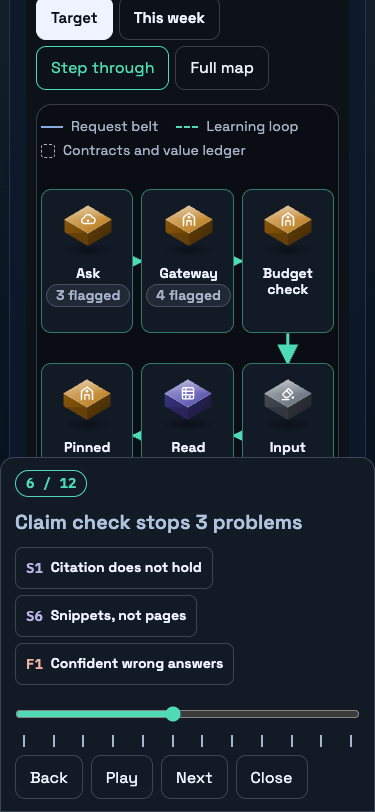 Target
This week
Step through
Full map
Request belt
Learning loop
Contracts and value ledger
Ask
Gateway
Budget
check
3 flagged
4 flagged
Pinned
Read
Input
6 / 12
Claim check stops 3 problems
S1 Citation does not hold
S6 Snippets, not pages
F1 Confident wrong answers
Back
Play
Next
Close